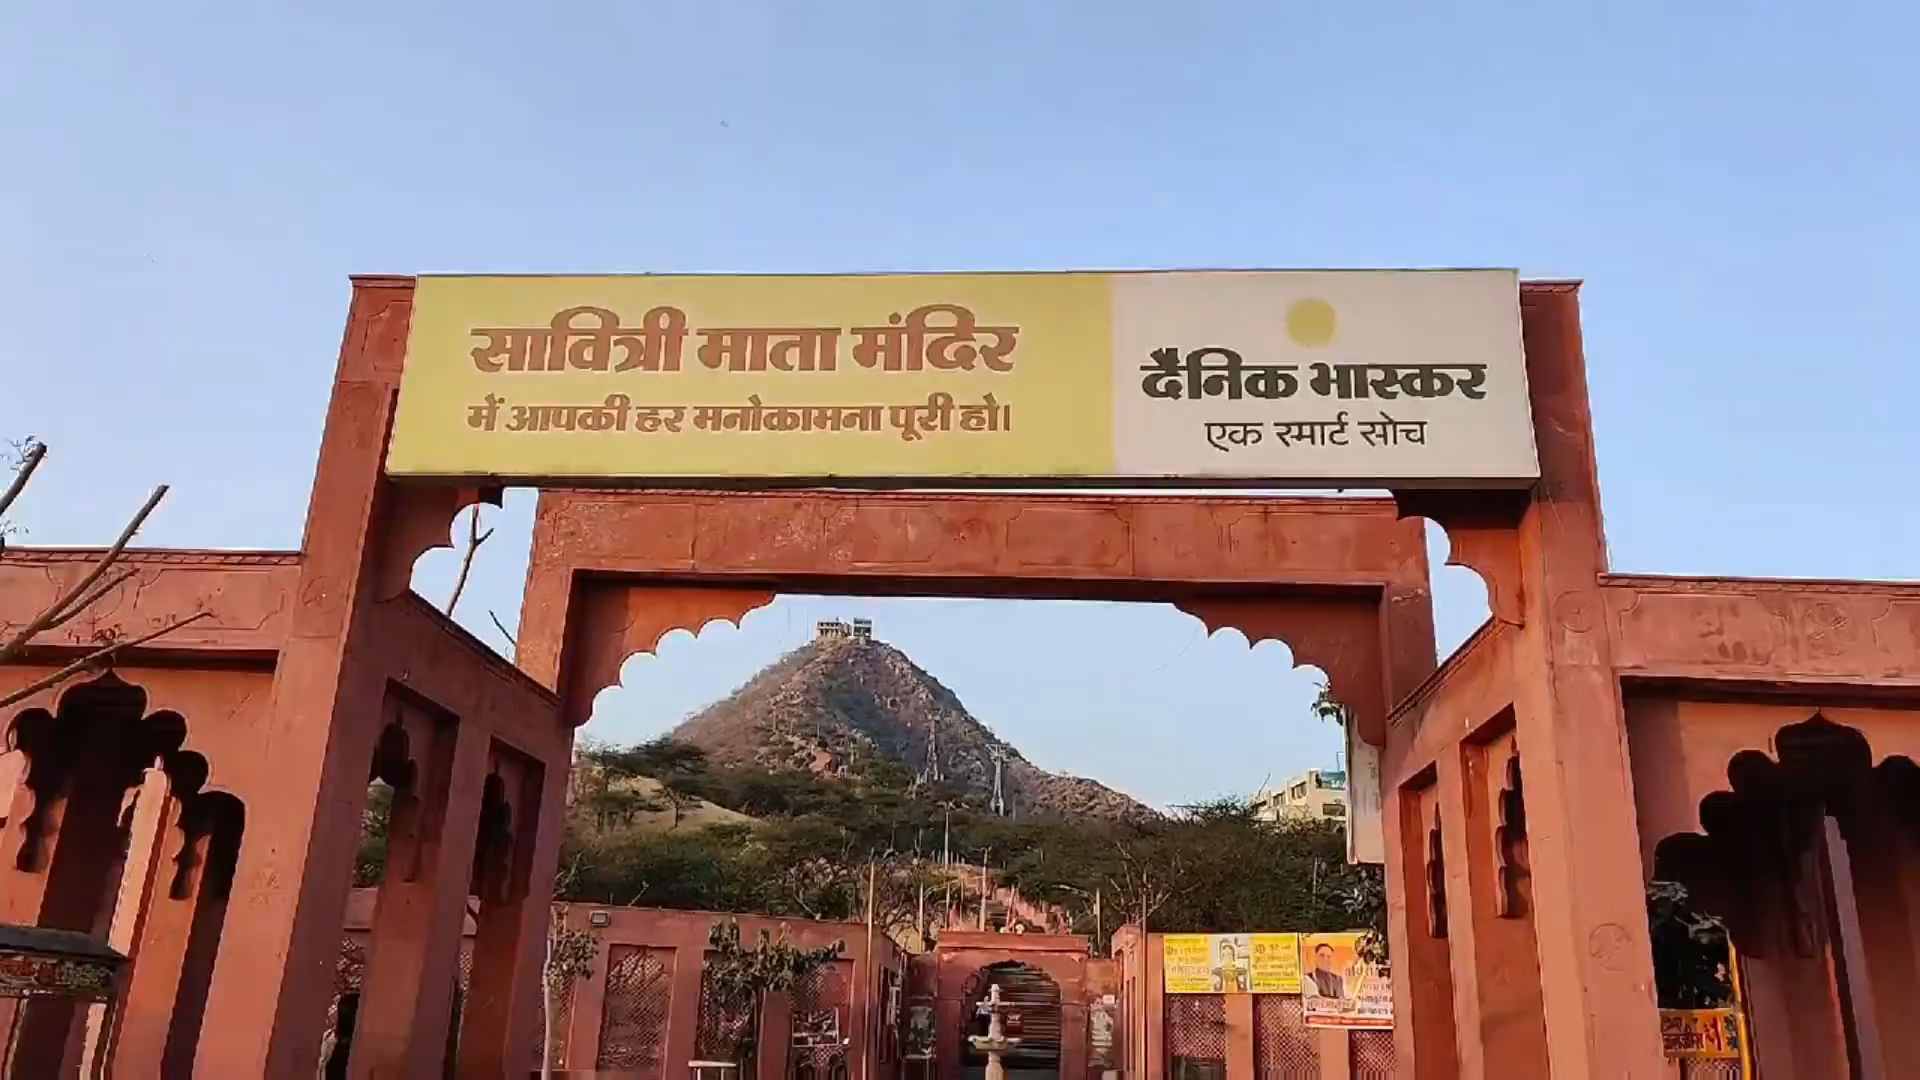 सावित्री माता मंदिर
में आपकी हर मनोकामना पूरी हो।
दैनिक भास्कर
एक स्मार्ट सोच